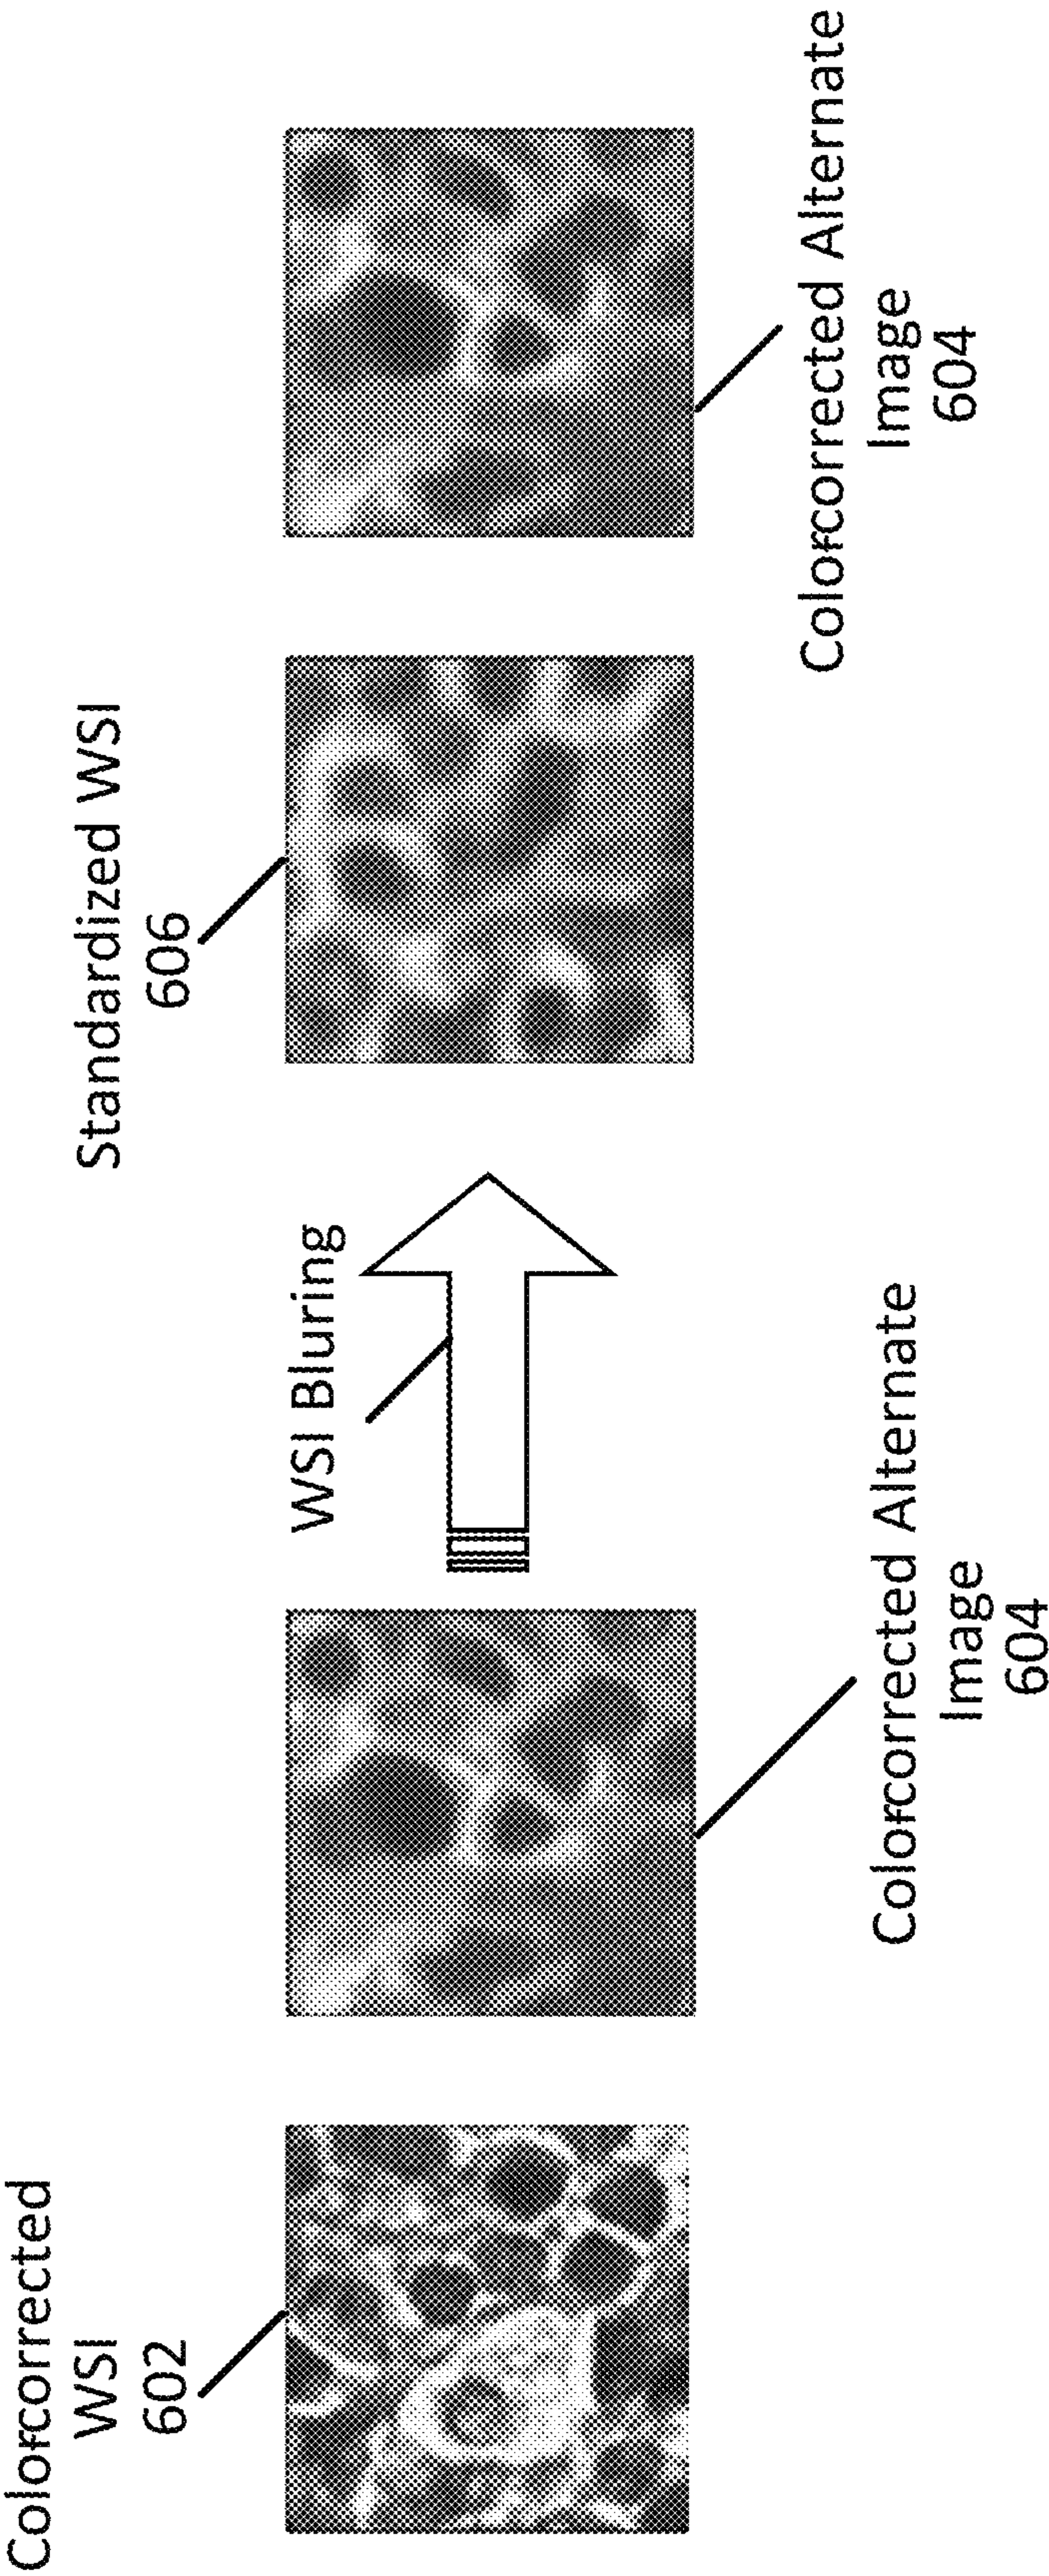 Colorcorrected
WSI
602
Colorcorrected Alternate
Image
604
WSI Bluring
Standardized WSI
606
Colorcorrected Alternate
Image
604